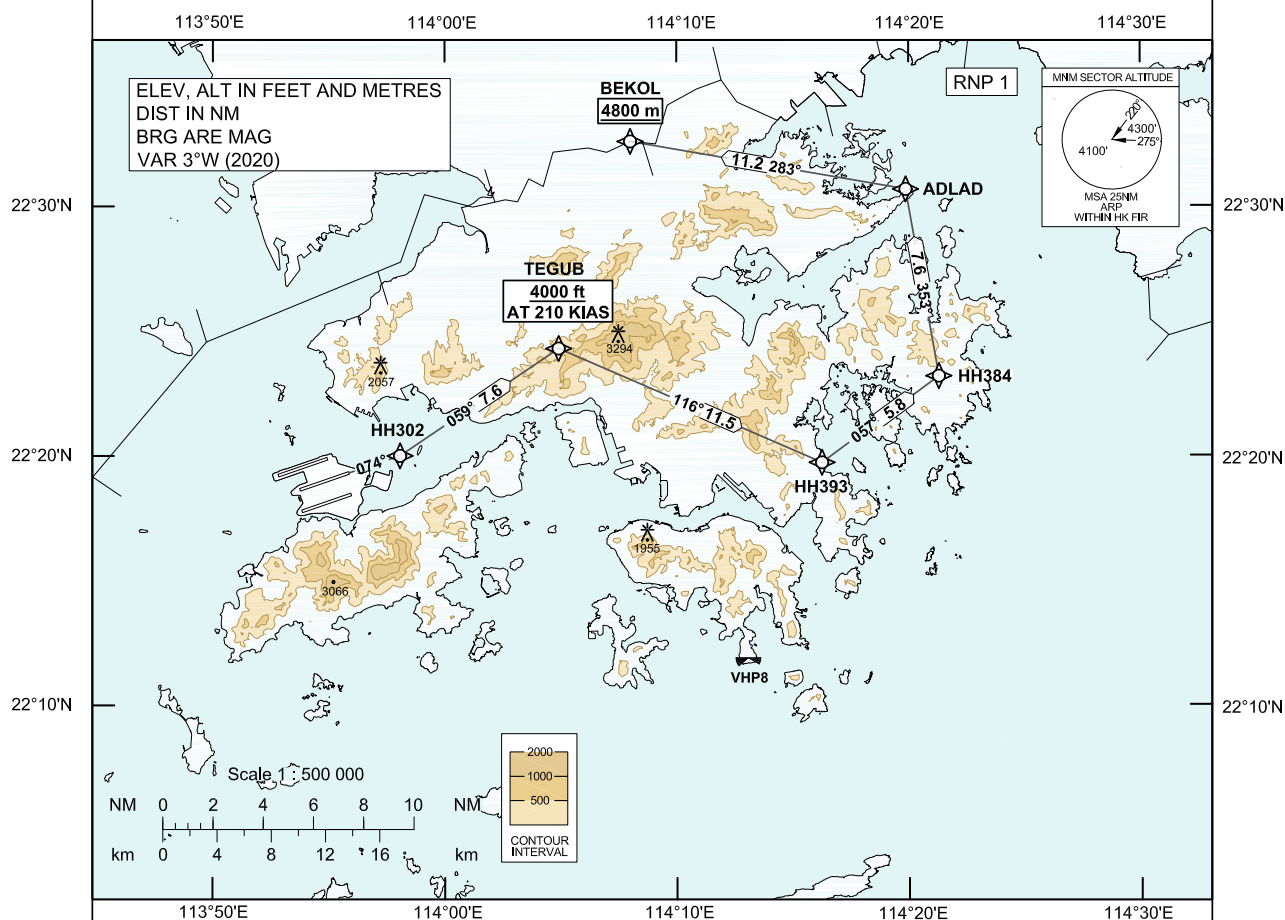 113°50'E
114°00'E
114°10'E
114°20'E
114°30'E
ELEV, ALT IN FEET AND METRES
DIST IN NM
BRG ARE MAG
VAR 3°W (2020)
BEKOL
4800 m
RNP 1
MNM SECTOR ALTITUDE
220°
4300'
275°
4100'
MSA 25NM
ARP
WITHIN HK FIR
11.2 283°
ADLAD
22°30'N
22°30'N
7.6 353°
TEGUB
4000 ft
AT 210 KIAS
3294
2057
HH384
059° 7.6
116° 11.5
057° 5.8
HH302
074°
22°20'N
22°20'N
HH393
1955
3066
VHP8
22°10'N
22°10'N
Scale 1 : 500 000
NM 0 2 4 6 8 10 NM
km 0 4 8 12 16 km
2000
1000
500
CONTOUR
INTERVAL
113°50'E
114°00'E
114°10'E
114°20'E
114°30'E